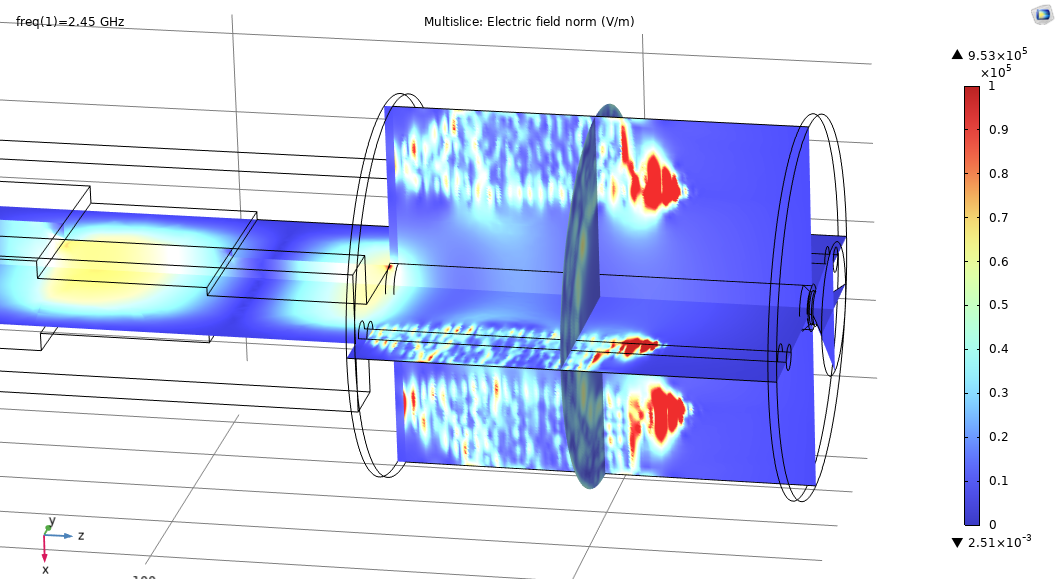 freq(1)=2.45 GHz
Multislice: Electric field norm (V/m)
▲ 9.53×10⁵
×10⁵
1
0.9
0.8
0.7
0.6
0.5
0.4
0.3
0.2
0.1
0
▼ 2.51×10⁻³
y
z
x